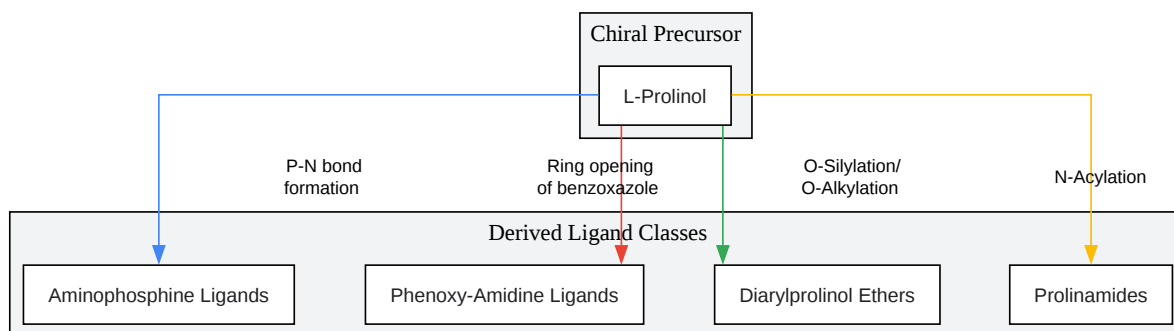 Chiral Precursor
L-Prolinol
P-N bond
formation
Ring opening
of benzoxazole
O-Silylation/
O-Alkylation
N-Acylation
Derived Ligand Classes
Aminophosphine Ligands
Phenoxy-Amidine Ligands
Diarylprolinol Ethers
Prolinamides